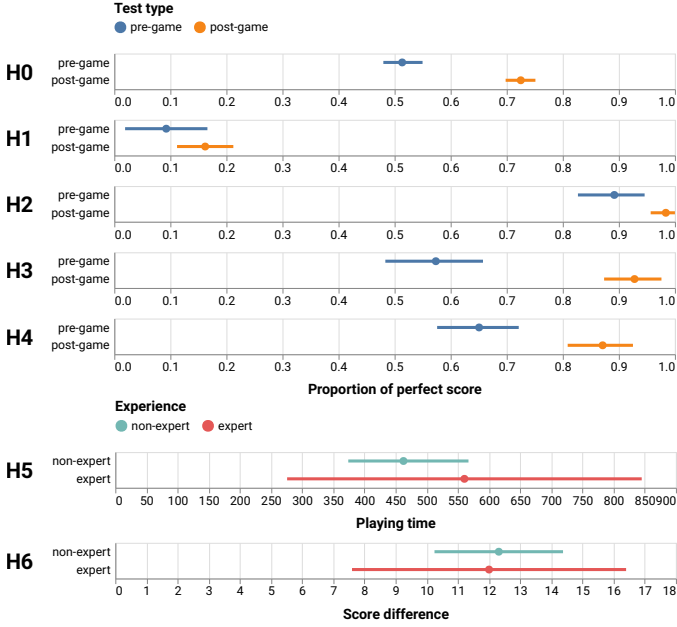 Test type
pre-game post-game
H0
pre-game
post-game
0.0 0.1 0.2 0.3 0.4 0.5 0.6 0.7 0.8 0.9 1.0
H1
pre-game
post-game
0.0 0.1 0.2 0.3 0.4 0.5 0.6 0.7 0.8 0.9 1.0
H2
pre-game
post-game
0.0 0.1 0.2 0.3 0.4 0.5 0.6 0.7 0.8 0.9 1.0
H3
pre-game
post-game
0.0 0.1 0.2 0.3 0.4 0.5 0.6 0.7 0.8 0.9 1.0
H4
pre-game
post-game
0.0 0.1 0.2 0.3 0.4 0.5 0.6 0.7 0.8 0.9 1.0
Proportion of perfect score
Experience
non-expert expert
H5
non-expert
expert
0 50 100 150 200 250 300 350 400 450 500 550 600 650 700 750 800 850 900
Playing time
H6
non-expert
expert
0 1 2 3 4 5 6 7 8 9 10 11 12 13 14 15 16 17 18
Score difference